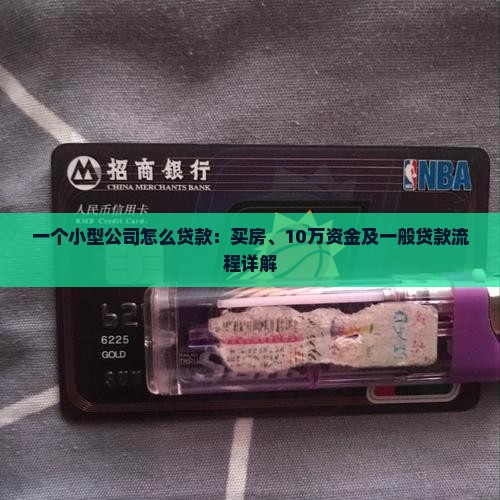 招商银行
CHINA MERCHANTS BANK
NBA
人民币信用卡
RMB Credit Card
一个小型公司怎么贷款：买房、10万资金及一般贷款流
程详解
6225
GOLD
THRU